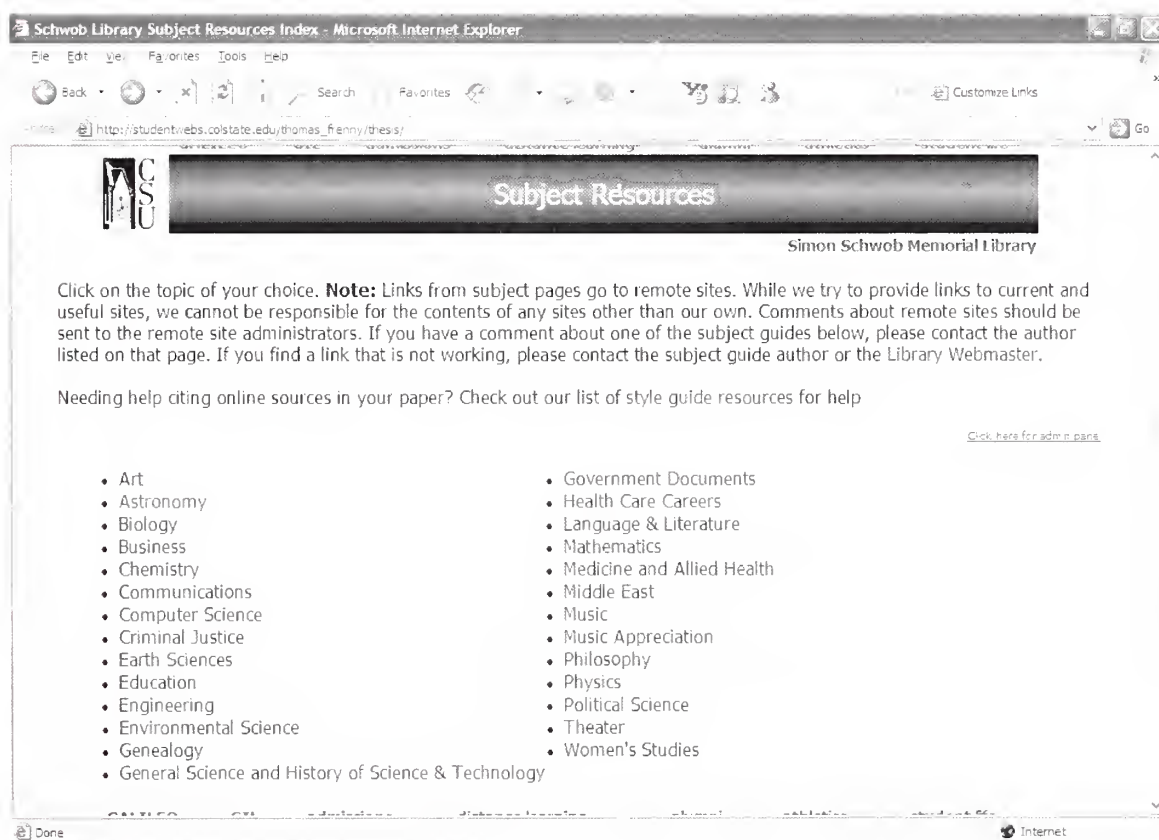 Schwob Library Subject Resources Index - Microsoft Internet Explorer
File Edit View Favorites Tools Help
Back Search Favorites Customize Links
http://studentwebs.colstate.edu/thomas_frenny/thesis/ Go
CSU
Subject Resources
Simon Schwob Memorial Library
Click on the topic of your choice. Note: Links from subject pages go to remote sites. While we try to provide links to current and
useful sites, we cannot be responsible for the contents of any sites other than our own. Comments about remote sites should be
sent to the remote site administrators. If you have a comment about one of the subject guides below, please contact the author
listed on that page. If you find a link that is not working, please contact the subject guide author or the Library Webmaster.
Needing help citing online sources in your paper? Check out our list of style guide resources for help
Click here for admin panel
• Art
• Astronomy
• Biology
• Business
• Chemistry
• Communications
• Computer Science
• Criminal Justice
• Earth Sciences
• Education
• Engineering
• Environmental Science
• Genealogy
• General Science and History of Science & Technology
• Government Documents
• Health Care Careers
• Language & Literature
• Mathematics
• Medicine and Allied Health
• Middle East
• Music
• Music Appreciation
• Philosophy
• Physics
• Political Science
• Theater
• Women's Studies
Done Internet